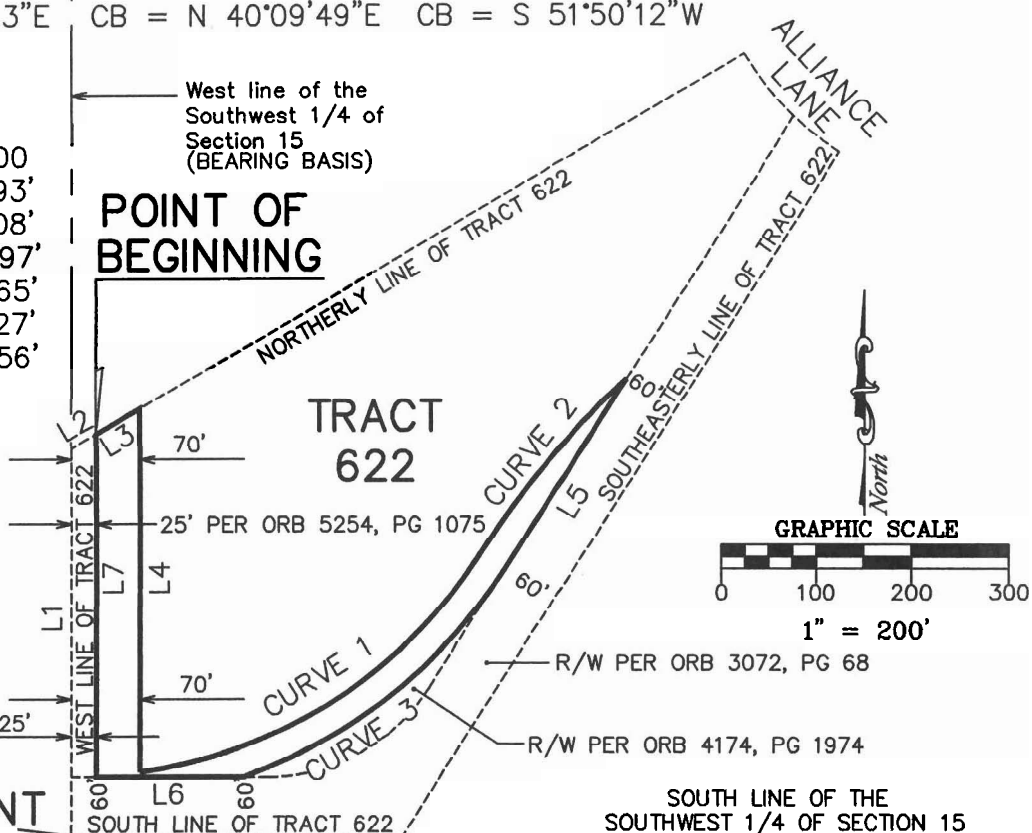 3"E CB = N 40°09'49"E CB = S 51°50'12"W
ALLIANCE
LANE
West line of the
Southwest 1/4 of
Section 15
(BEARING BASIS)
00
93'
08'
97'
65'
27'
56'
POINT OF
BEGINNING
NORTHERLY LINE OF TRACT 622
SOUTHEASTERLY LINE OF TRACT 622
TRACT
622
L2
L3
70'
60'
CURVE 2
L5
25' PER ORB 5254, PG 1075
WEST LINE OF TRACT 622
L1
L7
L4
60'
North
GRAPHIC SCALE
0 100 200 300
1" = 200'
CURVE 1
R/W PER ORB 3072, PG 68
70'
25'
CURVE 3
R/W PER ORB 4174, PG 1974
NT
60'
L6
60'
SOUTH LINE OF TRACT 622
SOUTH LINE OF THE
SOUTHWEST 1/4 OF SECTION 15